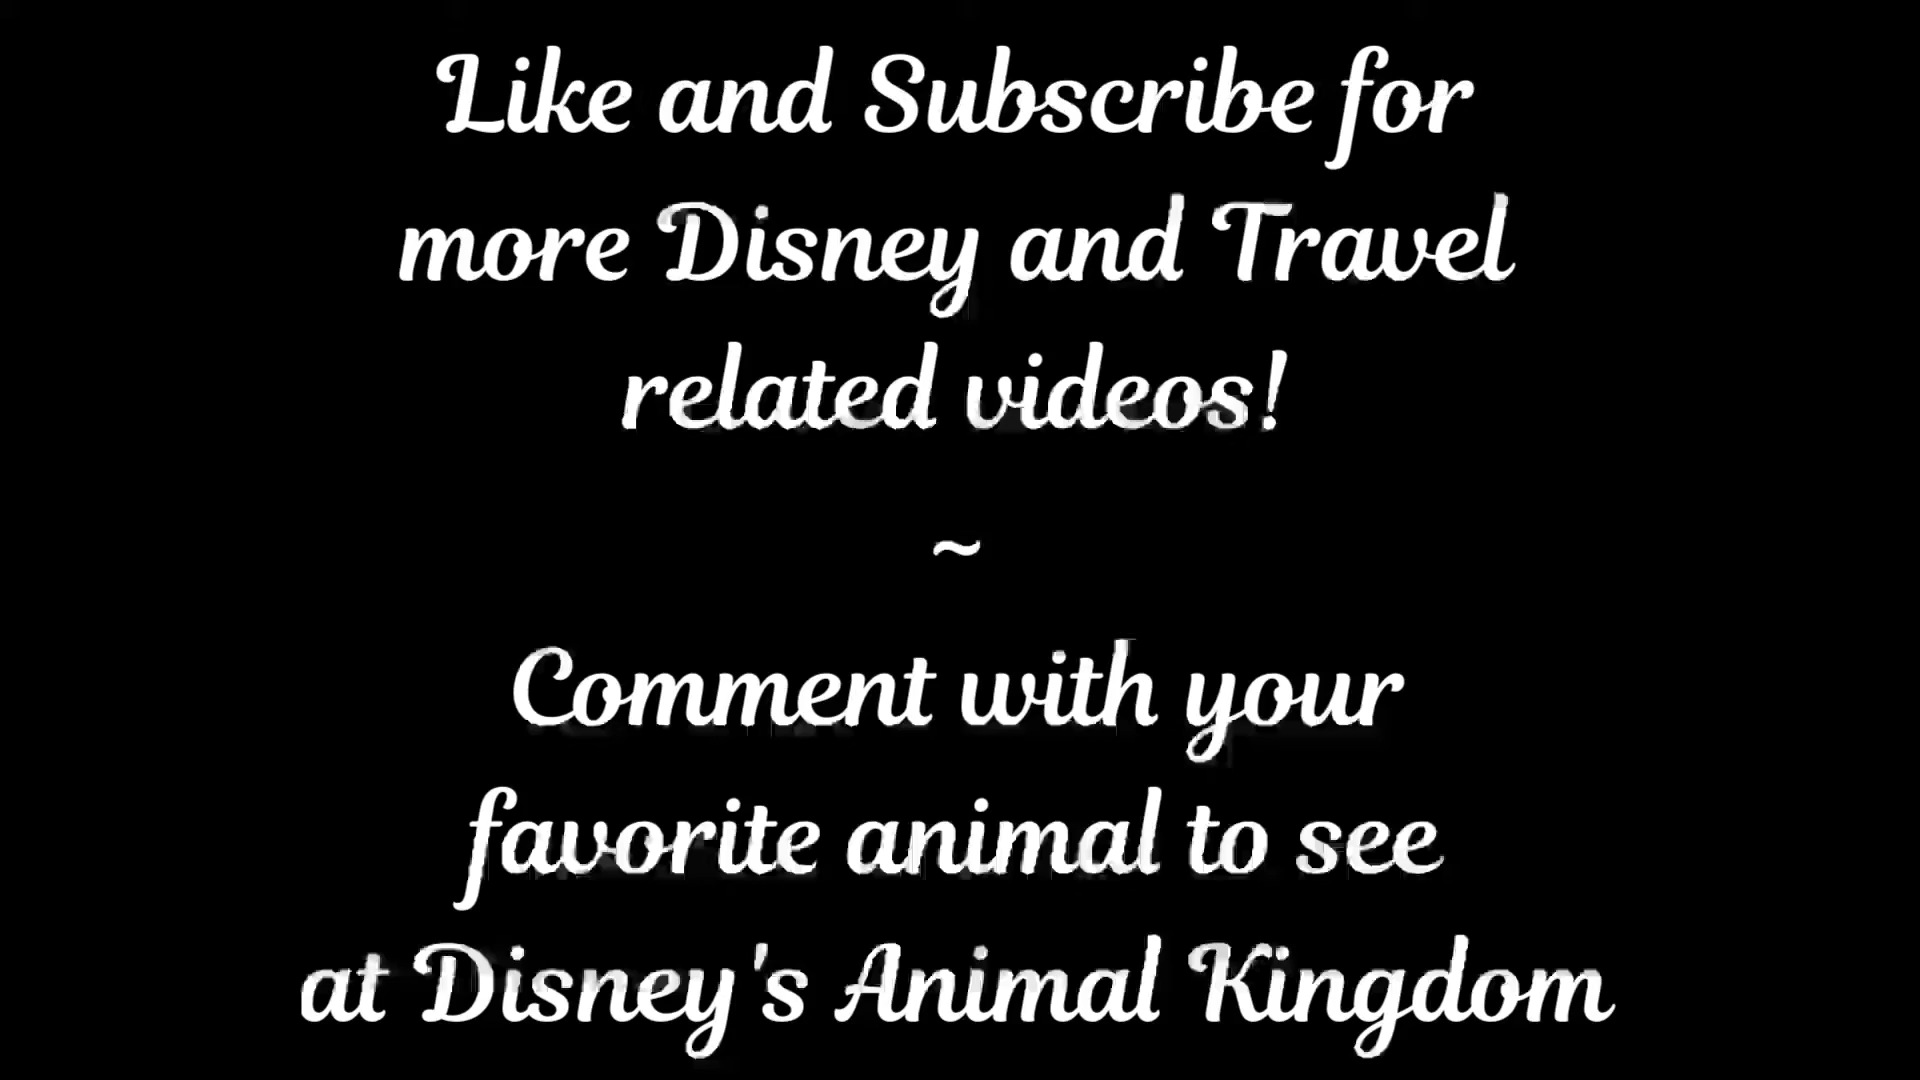 Like and Subscribe for
more Disney and Travel
related videos!
~
Comment with your
favorite animal to see
at Disney's Animal Kingdom